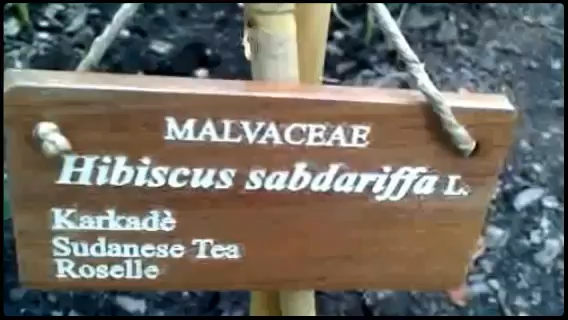 MALVACEAE
Hibiscus sabdariffa L.
Karkadè
Sudanese Tea
Roselle